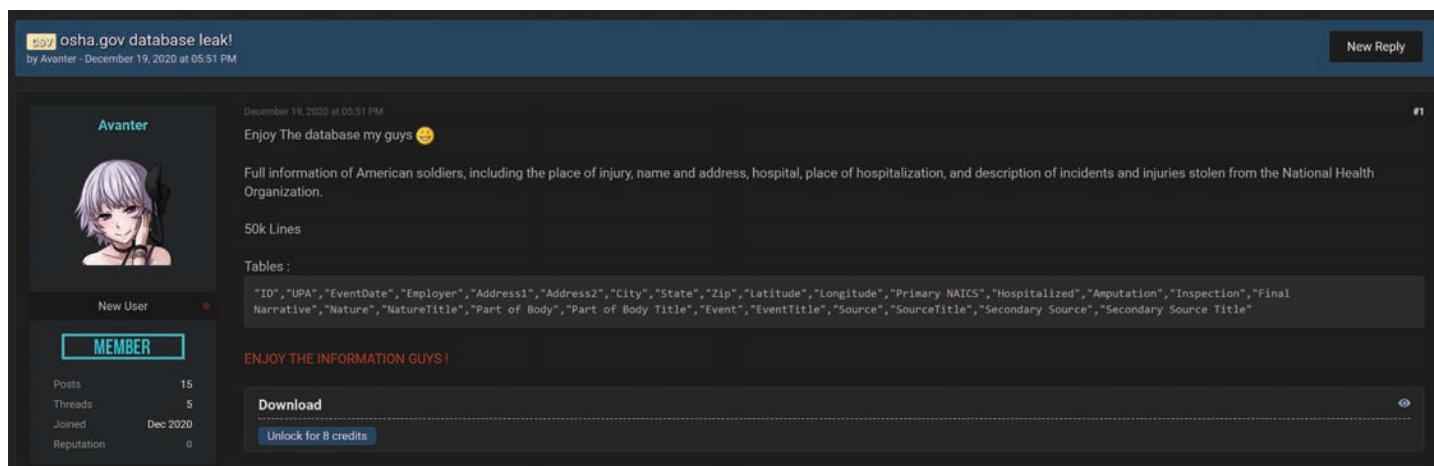 csv osha.gov database leak!
by Avanter - December 19, 2020 at 05:51 PM
New Reply
Avanter
New User
MEMBER
Posts 15
Threads 5
Joined Dec 2020
Reputation 0
December 19, 2020 at 05:51 PM
#1
Enjoy The database my guys
Full information of American soldiers, including the place of injury, name and address, hospital, place of hospitalization, and description of incidents and injuries stolen from the National Health
Organization.
50k Lines
Tables :
"ID","UPA","EventDate","Employer","Address1","Address2","City","State","Zip","Latitude","Longitude","Primary NAICS","Hospitalized","Amputation","Inspection","Final
Narrative","Nature","NatureTitle","Part of Body","Part of Body Title","Event","EventTitle","Source","SourceTitle","Secondary Source","Secondary Source Title"
ENJOY THE INFORMATION GUYS !
Download
Unlock for 8 credits